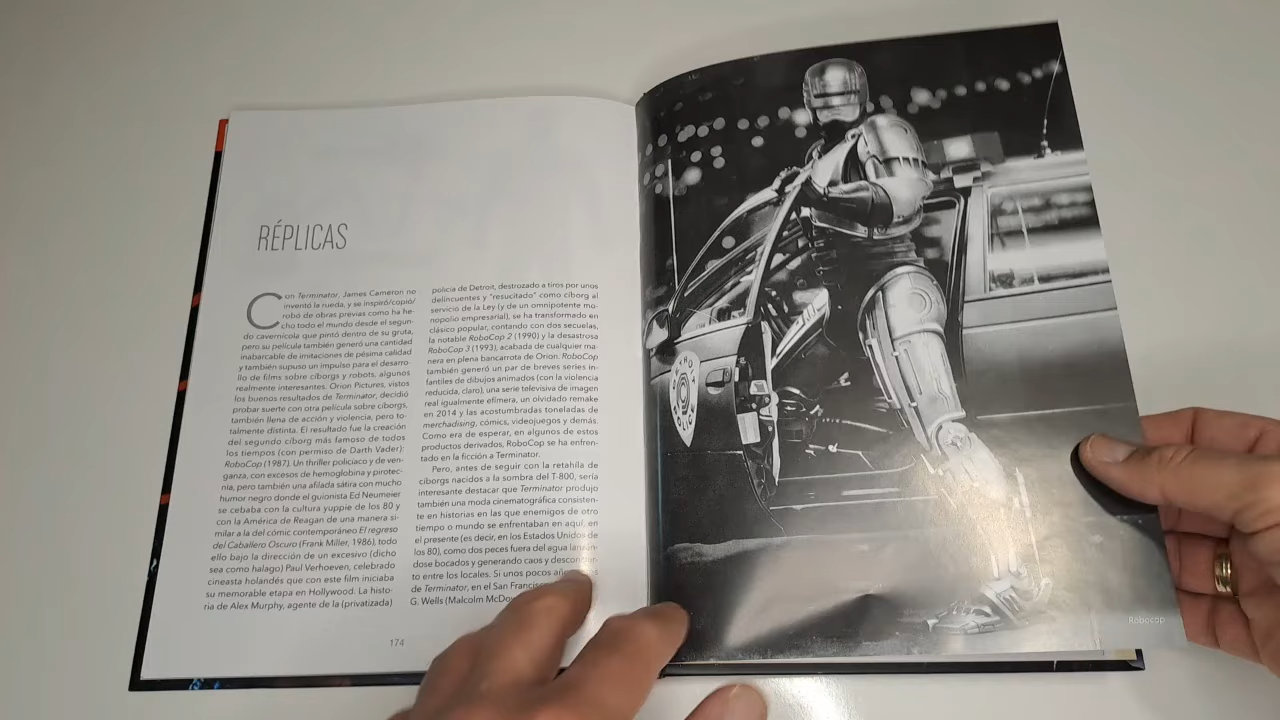 RÉPLICAS
Con Terminator, James Cameron no
inventó la rueda, y se inspiró/copió/
robó de obras previas como ha he-
cho todo el mundo desde el segun-
do cavernícola que pintó dentro de su gruta,
pero su película también generó una cantidad
inabarcable de imitaciones de pésima calidad
y también supuso un impulso para el desarro-
llo de films sobre cíborgs y robots, algunos
realmente interesantes. Orion Pictures, vistos
los buenos resultados de Terminator, decidió
probar suerte con otra película sobre cíborgs,
también llena de acción y violencia, pero to-
talmente distinta. El resultado fue la creación
del segundo cíborg más famoso de todos
los tiempos (con permiso de Darth Vader):
RoboCop (1987). Un thriller policiaco y de ven-
ganza, con excesos de hemoglobina y pirotec-
nia, pero también una afilada sátira con mucho
humor negro donde el guionista Ed Neumeier
se cebaba con la cultura yuppie de los 80 y
con la América de Reagan de una manera si-
milar a la del cómic contemporáneo El regreso
del Caballero Oscuro (Frank Miller, 1986), todo
ello bajo la dirección de un excesivo (dicho
sea como halago) Paul Verhoeven, celebrado
cineasta holandés que con este film iniciaba
su memorable etapa en Hollywood. La histo-
ria de Alex Murphy, agente de la (privatizada)
policía de Detroit, destrozado a tiros por unos
delincuentes y "resucitado" como cíborg al
servicio de la Ley (y de un omnipotente mo-
nopolio empresarial), se ha transformado en
clásico popular, contando con dos secuelas,
la notable RoboCop 2 (1990) y la desastrosa
RoboCop 3 (1993), acabada de cualquier ma-
nera en plena bancarrota de Orion. RoboCop
también generó un par de breves series in-
fantiles de dibujos animados (con la violencia
reducida, claro), una serie televisiva de imagen
real igualmente efímera, un olvidado remake
en 2014 y las acostumbradas toneladas de
merchadising, cómics, videojuegos y demás.
Como era de esperar, en algunos de estos
productos derivados, RoboCop se ha enfren-
tado en la ficción a Terminator.
Pero, antes de seguir con la retahíla de
cíborgs nacidos a la sombra del T-800, sería
interesante destacar que Terminator produjo
también una moda cinematográfica consisten-
te en historias en las que enemigos de otro
tiempo o mundo se enfrentaban en aquí, en
el presente (es decir, en los Estados Unidos de
los 80), como dos peces fuera del agua lanzán-
dose bocados y generando caos y desconcier-
to entre los locales. Si unos pocos años
de Terminator, en el San Francisco
G. Wells (Malcolm McDo
174
DETROIT
POLICE
Robocop